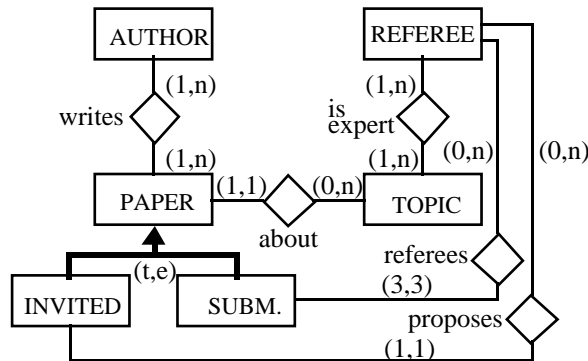 AUTHOR REFEREE
(1,n) (1,n)
writes is
expert
(0,n) (0,n)
(1,n) (1,n)
PAPER (1,1) (0,n) TOPIC
about
(t,e) referees
INVITED SUBM. (3,3)
proposes
(1,1)